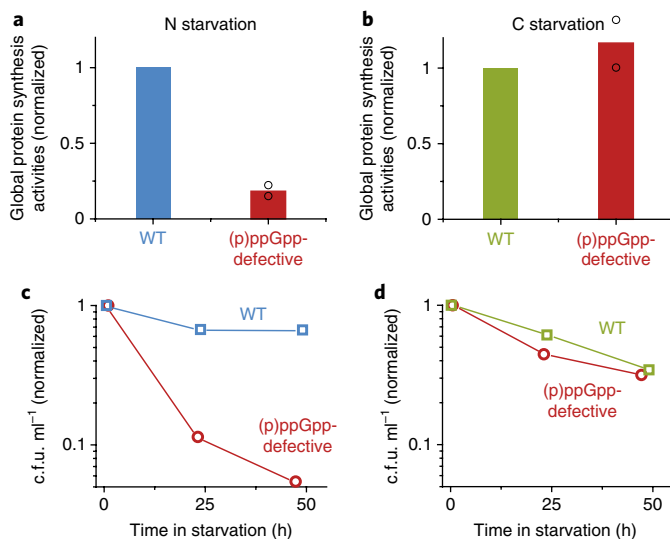 a
N starvation
Global protein synthesis
activities (normalized)
1
0.5
0
WT
(p)ppGpp-
defective
b
C starvation
Global protein synthesis
activities (normalized)
1
0.5
0
WT
(p)ppGpp-
defective
c
c.f.u. ml⁻¹ (normalized)
1
0.1
WT
(p)ppGpp-
defective
0
25
50
Time in starvation (h)
d
c.f.u. ml⁻¹ (normalized)
1
0.1
WT
(p)ppGpp-
defective
0
25
50
Time in starvation (h)